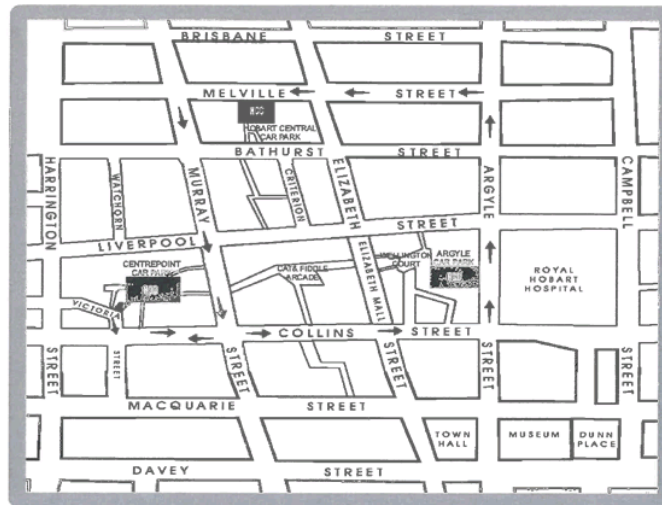 BRISBANE STREET
MELVILLE STREET
HOBART CENTRAL
CAR PARK
BATHURST STREET
HARRINGTON
WATCHORN
MURRAY
CRITERION
ELIZABETH
ARGYLE
CAMPBELL
LIVERPOOL STREET
CENTREPOINT
CAR PARK
CAT & FIDDLE
ARCADE
ELIZABETH MALL
WELLINGTON
COURT
ARGYLE
CAR PARK
ROYAL
HOBART
HOSPITAL
VICTORIA
STREET
COLLINS STREET
STREET
STREET
STREET
STREET
STREET
MACQUARIE STREET
TOWN
HALL
MUSEUM
DUNN
PLACE
DAVEY STREET